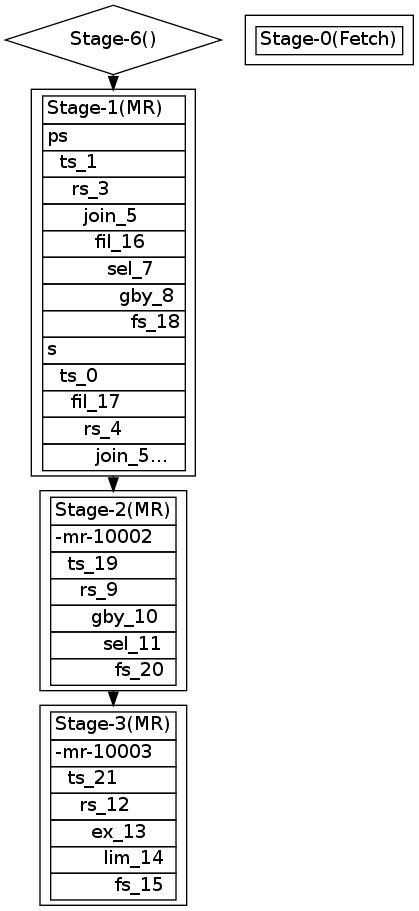 Stage-6()
Stage-0(Fetch)
Stage-1(MR)
ps
ts_1
rs_3
join_5
fil_16
sel_7
gby_8
fs_18
s
ts_0
fil_17
rs_4
join_5...
Stage-2(MR)
-mr-10002
ts_19
rs_9
gby_10
sel_11
fs_20
Stage-3(MR)
-mr-10003
ts_21
rs_12
ex_13
lim_14
fs_15